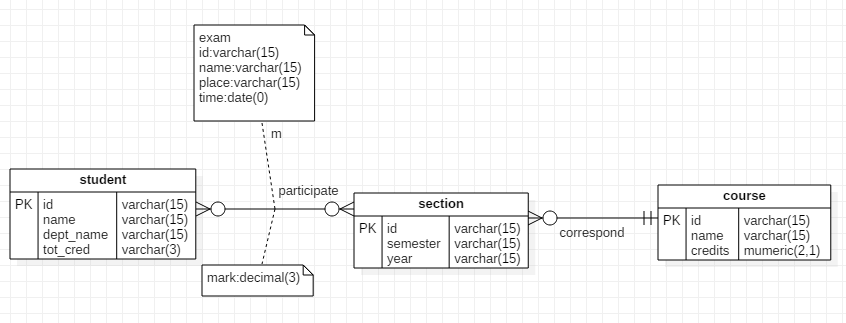 exam
id:varchar(15)
name:varchar(15)
place:varchar(15)
time:date(0)
m
student
PK id varchar(15)
name varchar(15)
dept_name varchar(15)
tot_cred varchar(3)
participate
section
PK id varchar(15)
semester varchar(15)
year varchar(15)
correspond
course
PK id varchar(15)
name varchar(15)
credits mumeric(2,1)
mark:decimal(3)